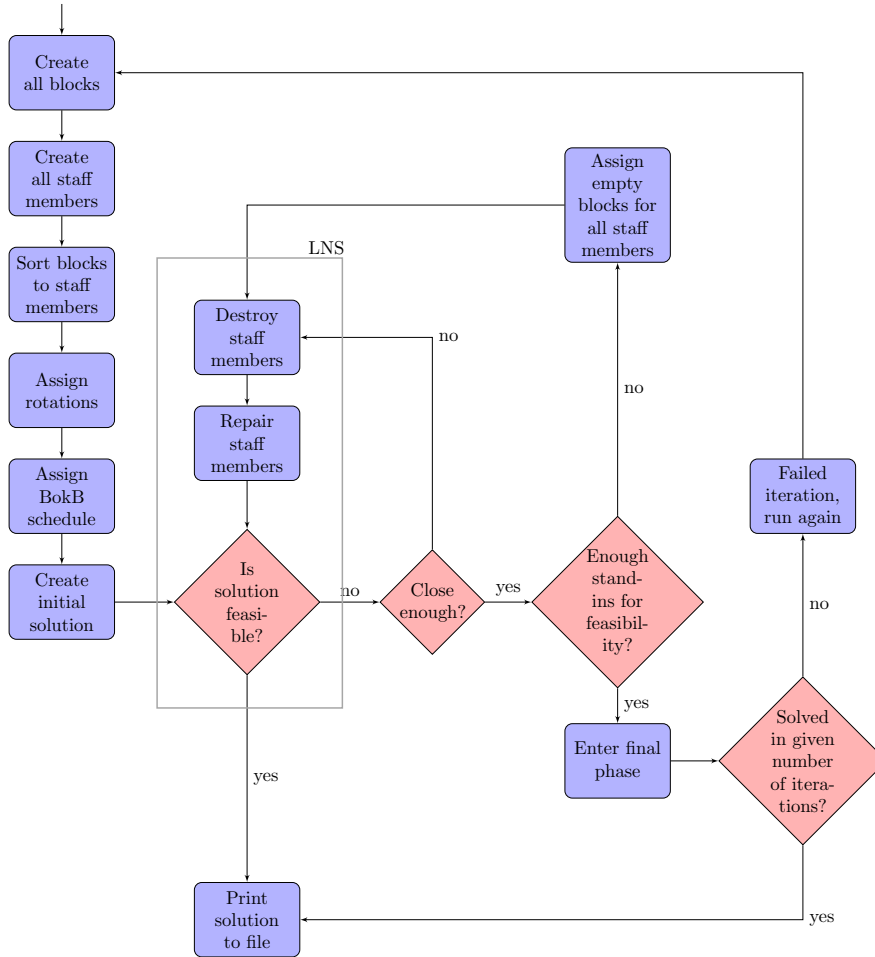 Create
all blocks
Create
all staff
members
Sort blocks
to staff
members
Assign
rotations
Assign
BokB
schedule
Create
initial
solution
LNS
Destroy
staff
members
Repair
staff
members
Is
solution
feasi-
ble?
no
yes
Print
solution
to file
Close
enough?
no
yes
Assign
empty
blocks for
all staff
members
no
Enough
stand-
ins for
feasibil-
ity?
yes
Enter final
phase
Failed
iteration,
run again
no
Solved
in given
number
of itera-
tions?
yes